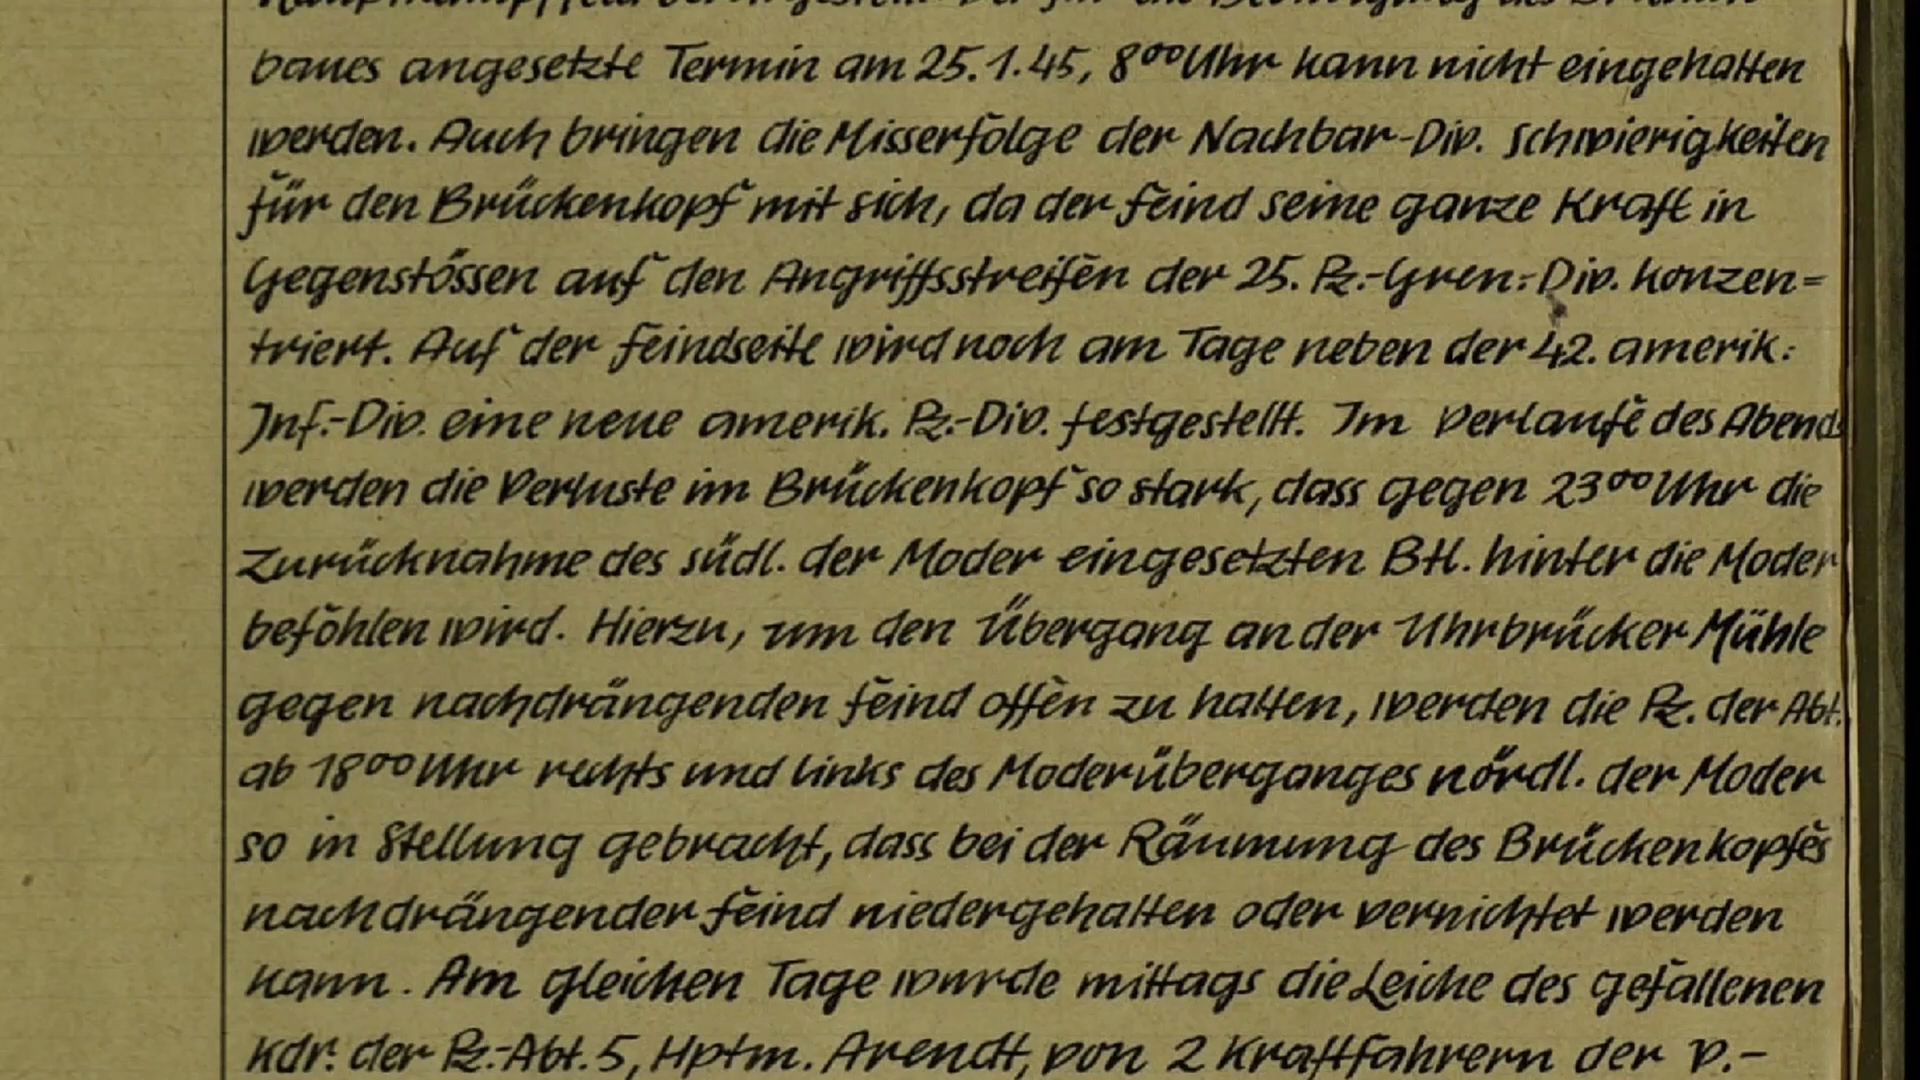 baues angesetzte Termin am 25.1.45, 8⁰⁰ Uhr kann nicht eingehalten
werden. Auch bringen die Misserfolge der Nachbar-Div. Schwierigkeiten
für den Brückenkopf mit sich, da der Feind seine ganze Kraft in
Gegenstössen auf den Angriffsstreifen der 25. Pz.-Gren.-Div. konzen=
triert. Auf der Feindseite wird noch am Tage neben der 42. amerik.
Inf.-Div. eine neue amerik. Pz.-Div. festgestellt. Im Verlaufe des Abends
werden die Verluste im Brückenkopf so stark, dass gegen 23⁰⁰ Uhr die
Zurücknahme des südl. der Moder eingesetzten Btl. hinter die Moder
befohlen wird. Hierzu, um den Übergang an der Uhrbrücker Mühle
gegen nachdrängenden Feind offen zu halten, werden die Pz. der Abt.
ab 18⁰⁰ Uhr rechts und links des Moderüberganges nördl. der Moder
so in Stellung gebracht, dass bei der Räumung des Brückenkopfes
nachdrängender Feind niedergehalten oder vernichtet werden
kann. Am gleichen Tage wurde mittags die Leiche des gefallenen
Kdr. der Pz.-Abt. 5, Hptm. Arendt, von 2 Kraftfahrern der V.-